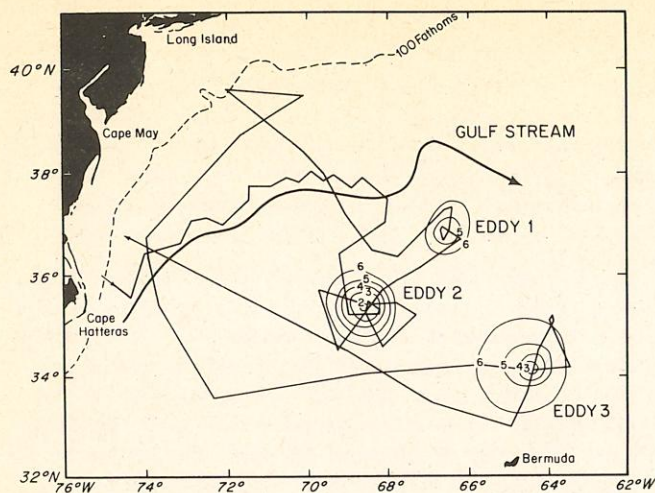 Long Island
100 Fathoms
40°N
Cape May
GULF STREAM
38°
EDDY 1
5
6
36°
6
5
4
3
2
EDDY 2
Cape
Hatteras
6
5
4
3
34°
EDDY 3
Bermuda
32°N
76°W
74°
72°
70°
68°
66°
64°
62°W